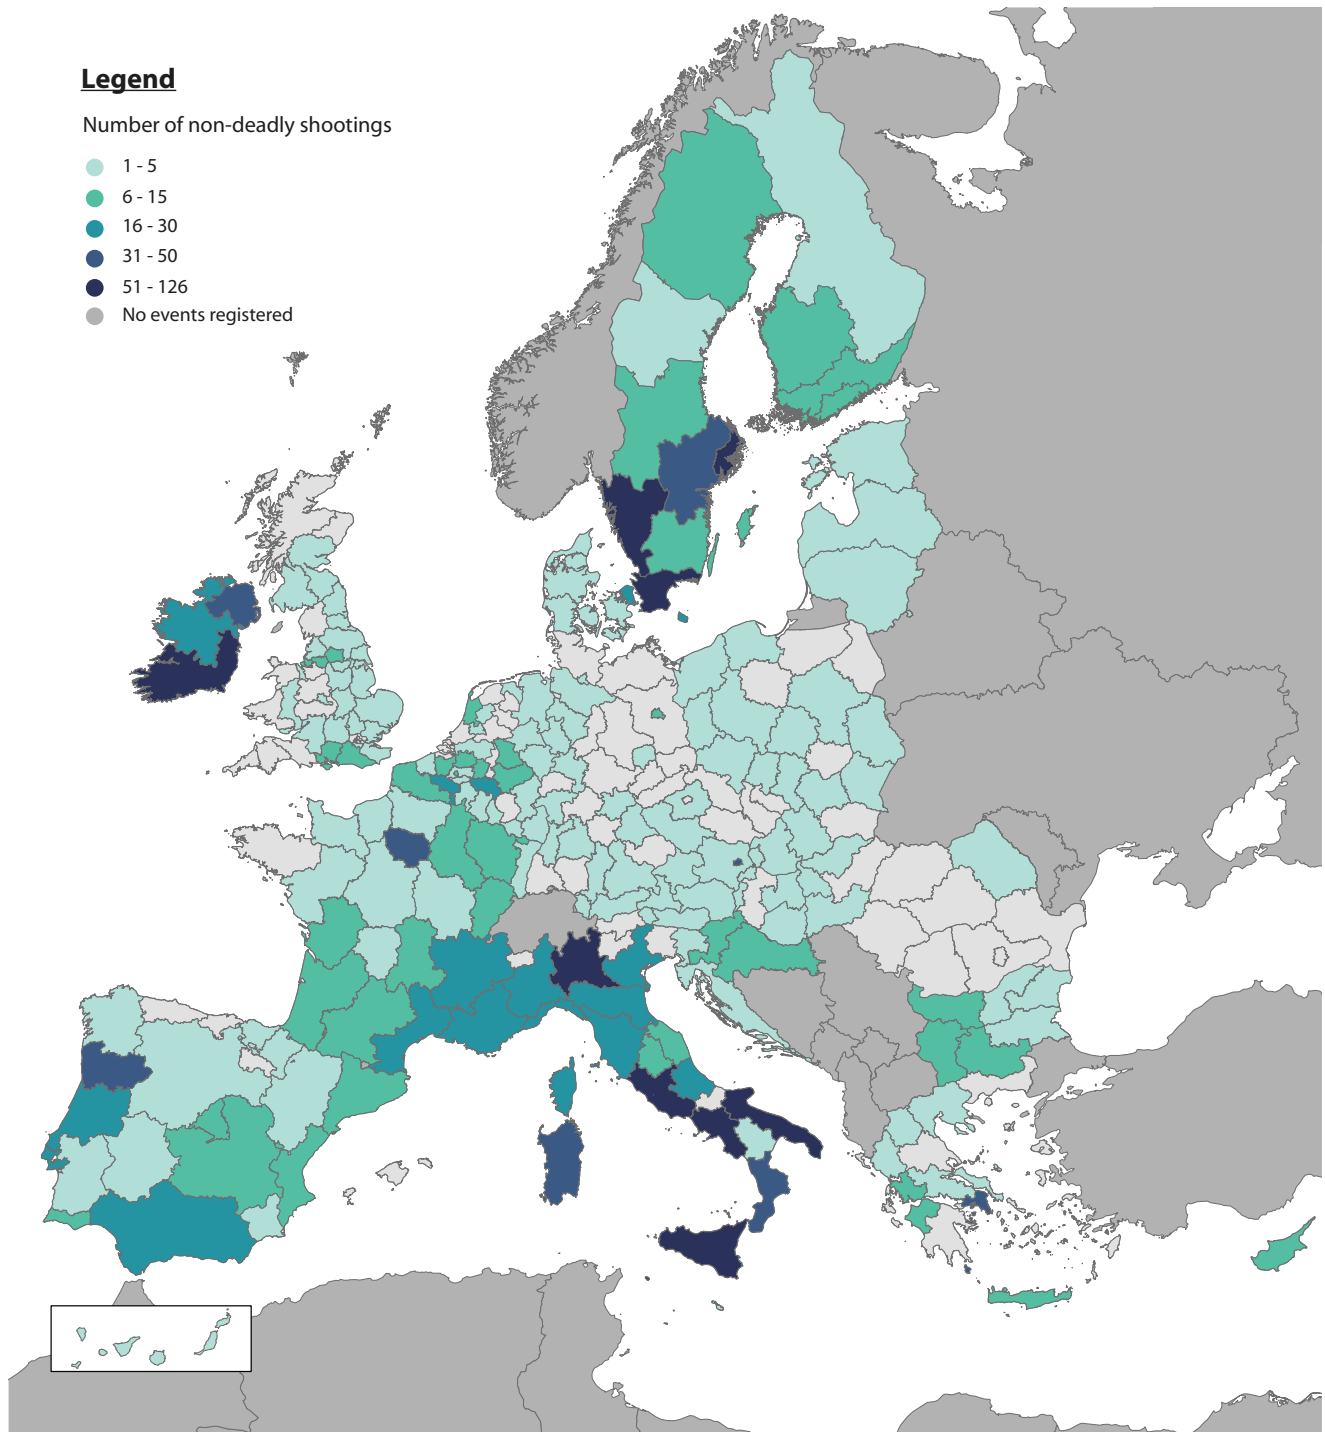 Legend
Number of non-deadly shootings
1 - 5
6 - 15
16 - 30
31 - 50
51 - 126
No events registered